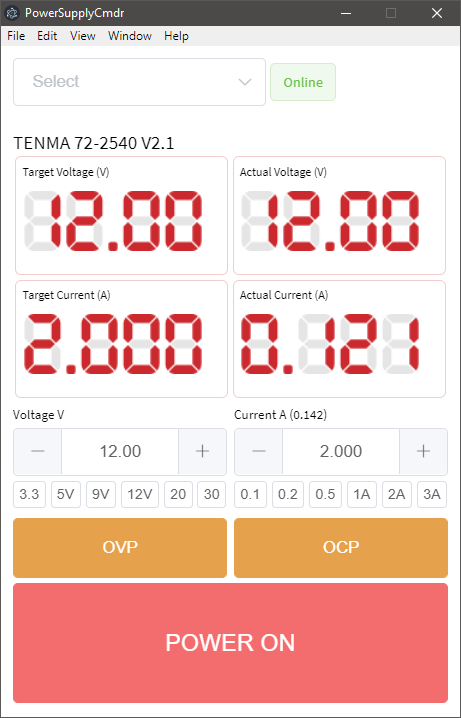 PowerSupplyCmdr
File Edit View Window Help
Select
Online
TENMA 72-2540 V2.1
Target Voltage (V)
12.00
Actual Voltage (V)
12.00
Target Current (A)
2.000
Actual Current (A)
0.121
Voltage V
Current A (0.142)
− 12.00 +
− 2.000 +
3.3 5V 9V 12V 20 30
0.1 0.2 0.5 1A 2A 3A
OVP
OCP
POWER ON